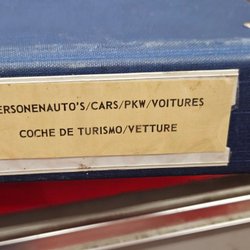 ERSONENAUTO'S/CARS/PKW/VOITURES
COCHE DE TURISMO/VETTURE